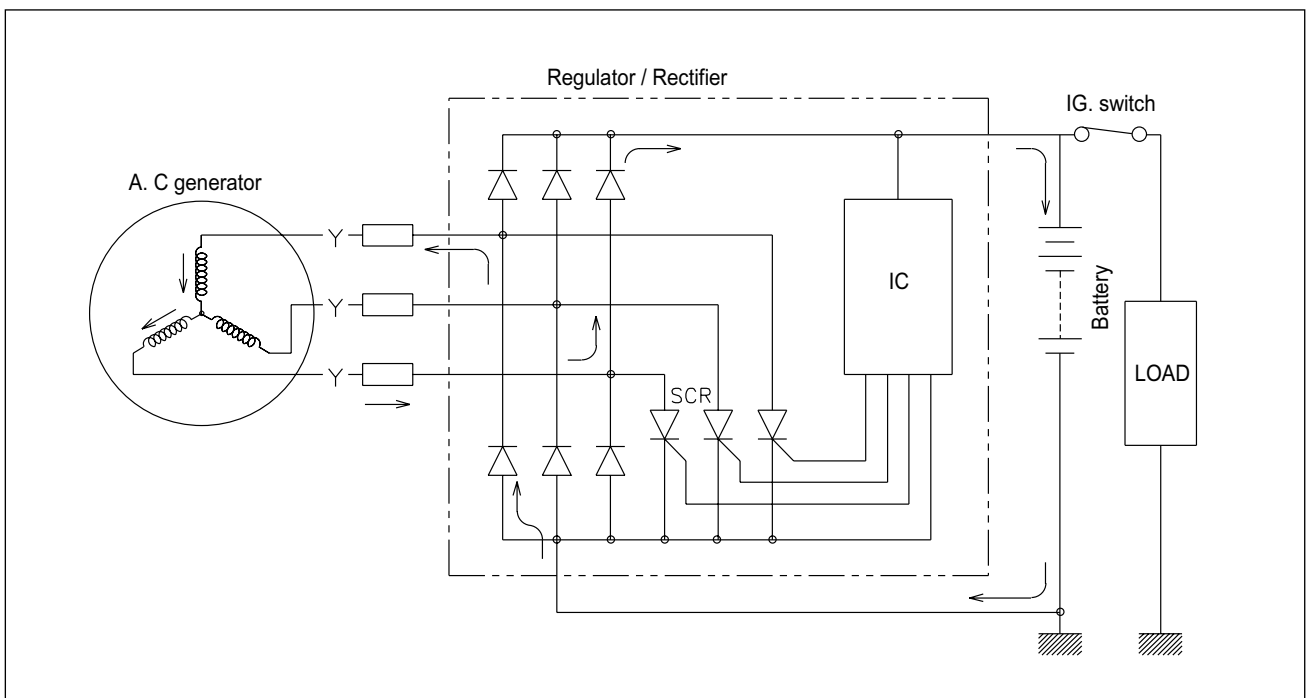 Regulator / Rectifier
IG. switch
A. C generator
Y
IC
Y
Battery
Y
LOAD
SCR